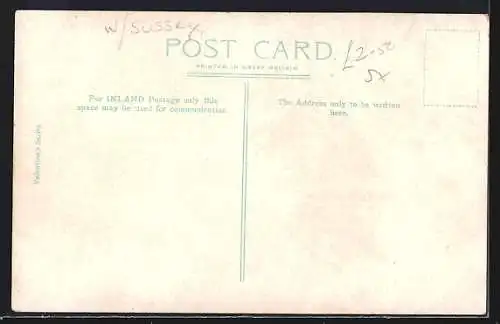 W/SUSSEX
POST CARD.
£2-50
SX
PRINTED IN GREAT BRITAIN
For INLAND Postage only this
space may be used for communication.
The Address only to be written
here.
Valentine's Series